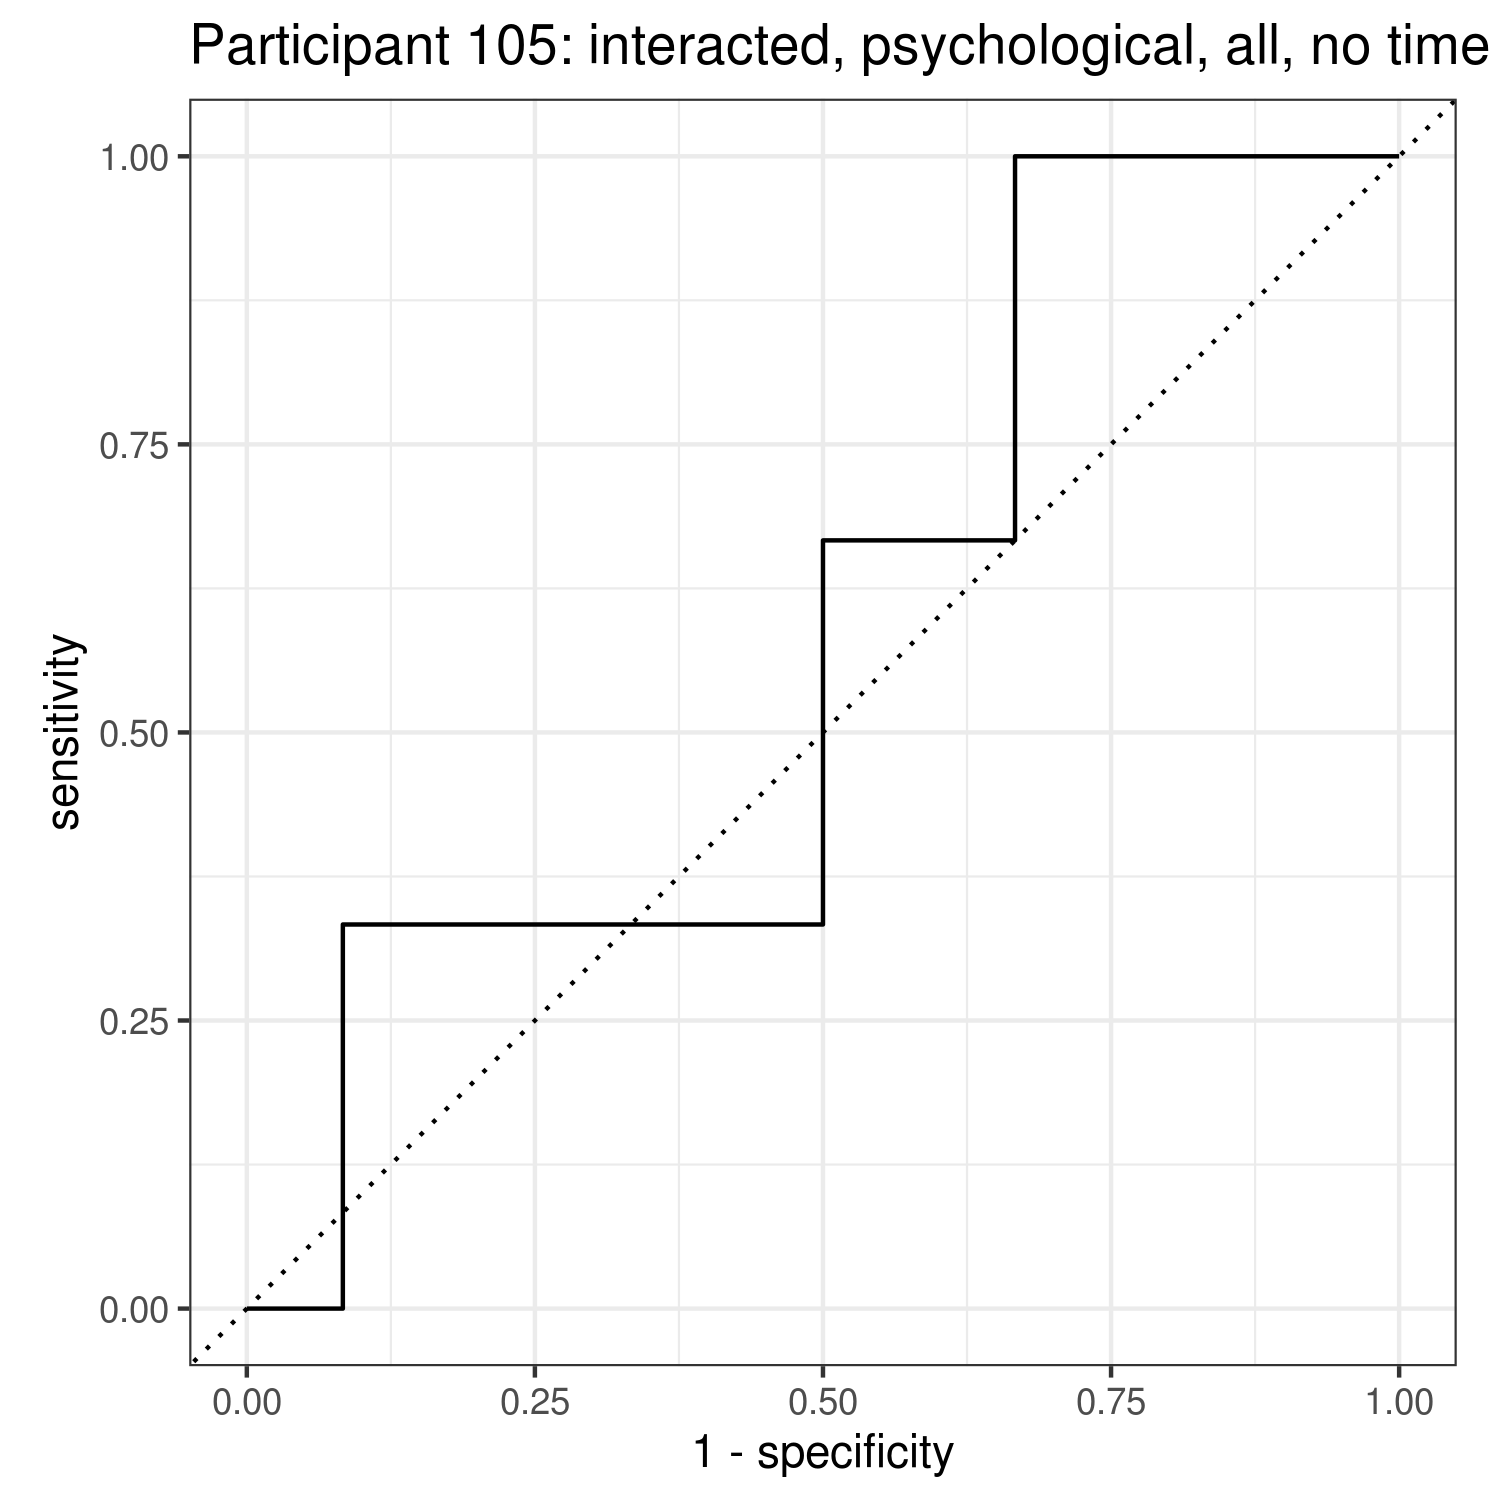 Participant 105: interacted, psychological, all, no time
1.00
0.75
0.50
0.25
0.00
sensitivity
0.00 0.25 0.50 0.75 1.00
1 - specificity